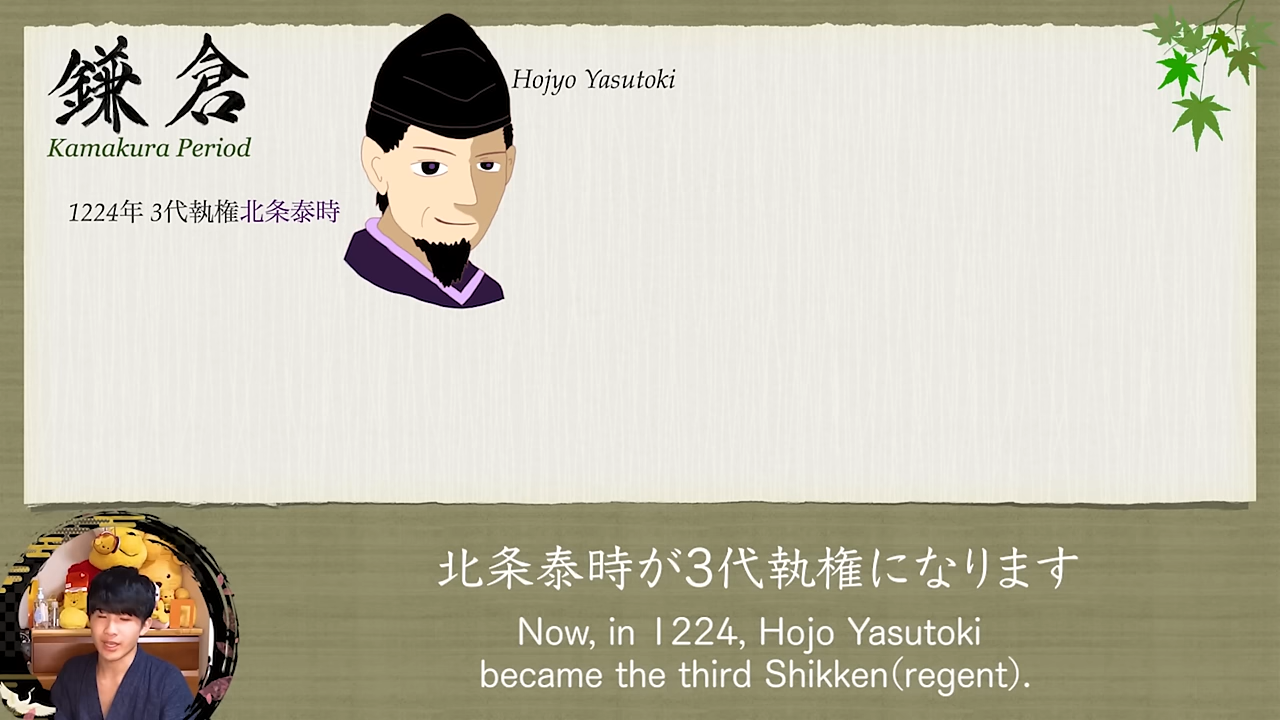 鎌倉
Kamakura Period
Hojyo Yasutoki
1224年 3代執権北条泰時
北条泰時が3代執権になります
Now, in 1224, Hojo Yasutoki
became the third Shikken(regent).